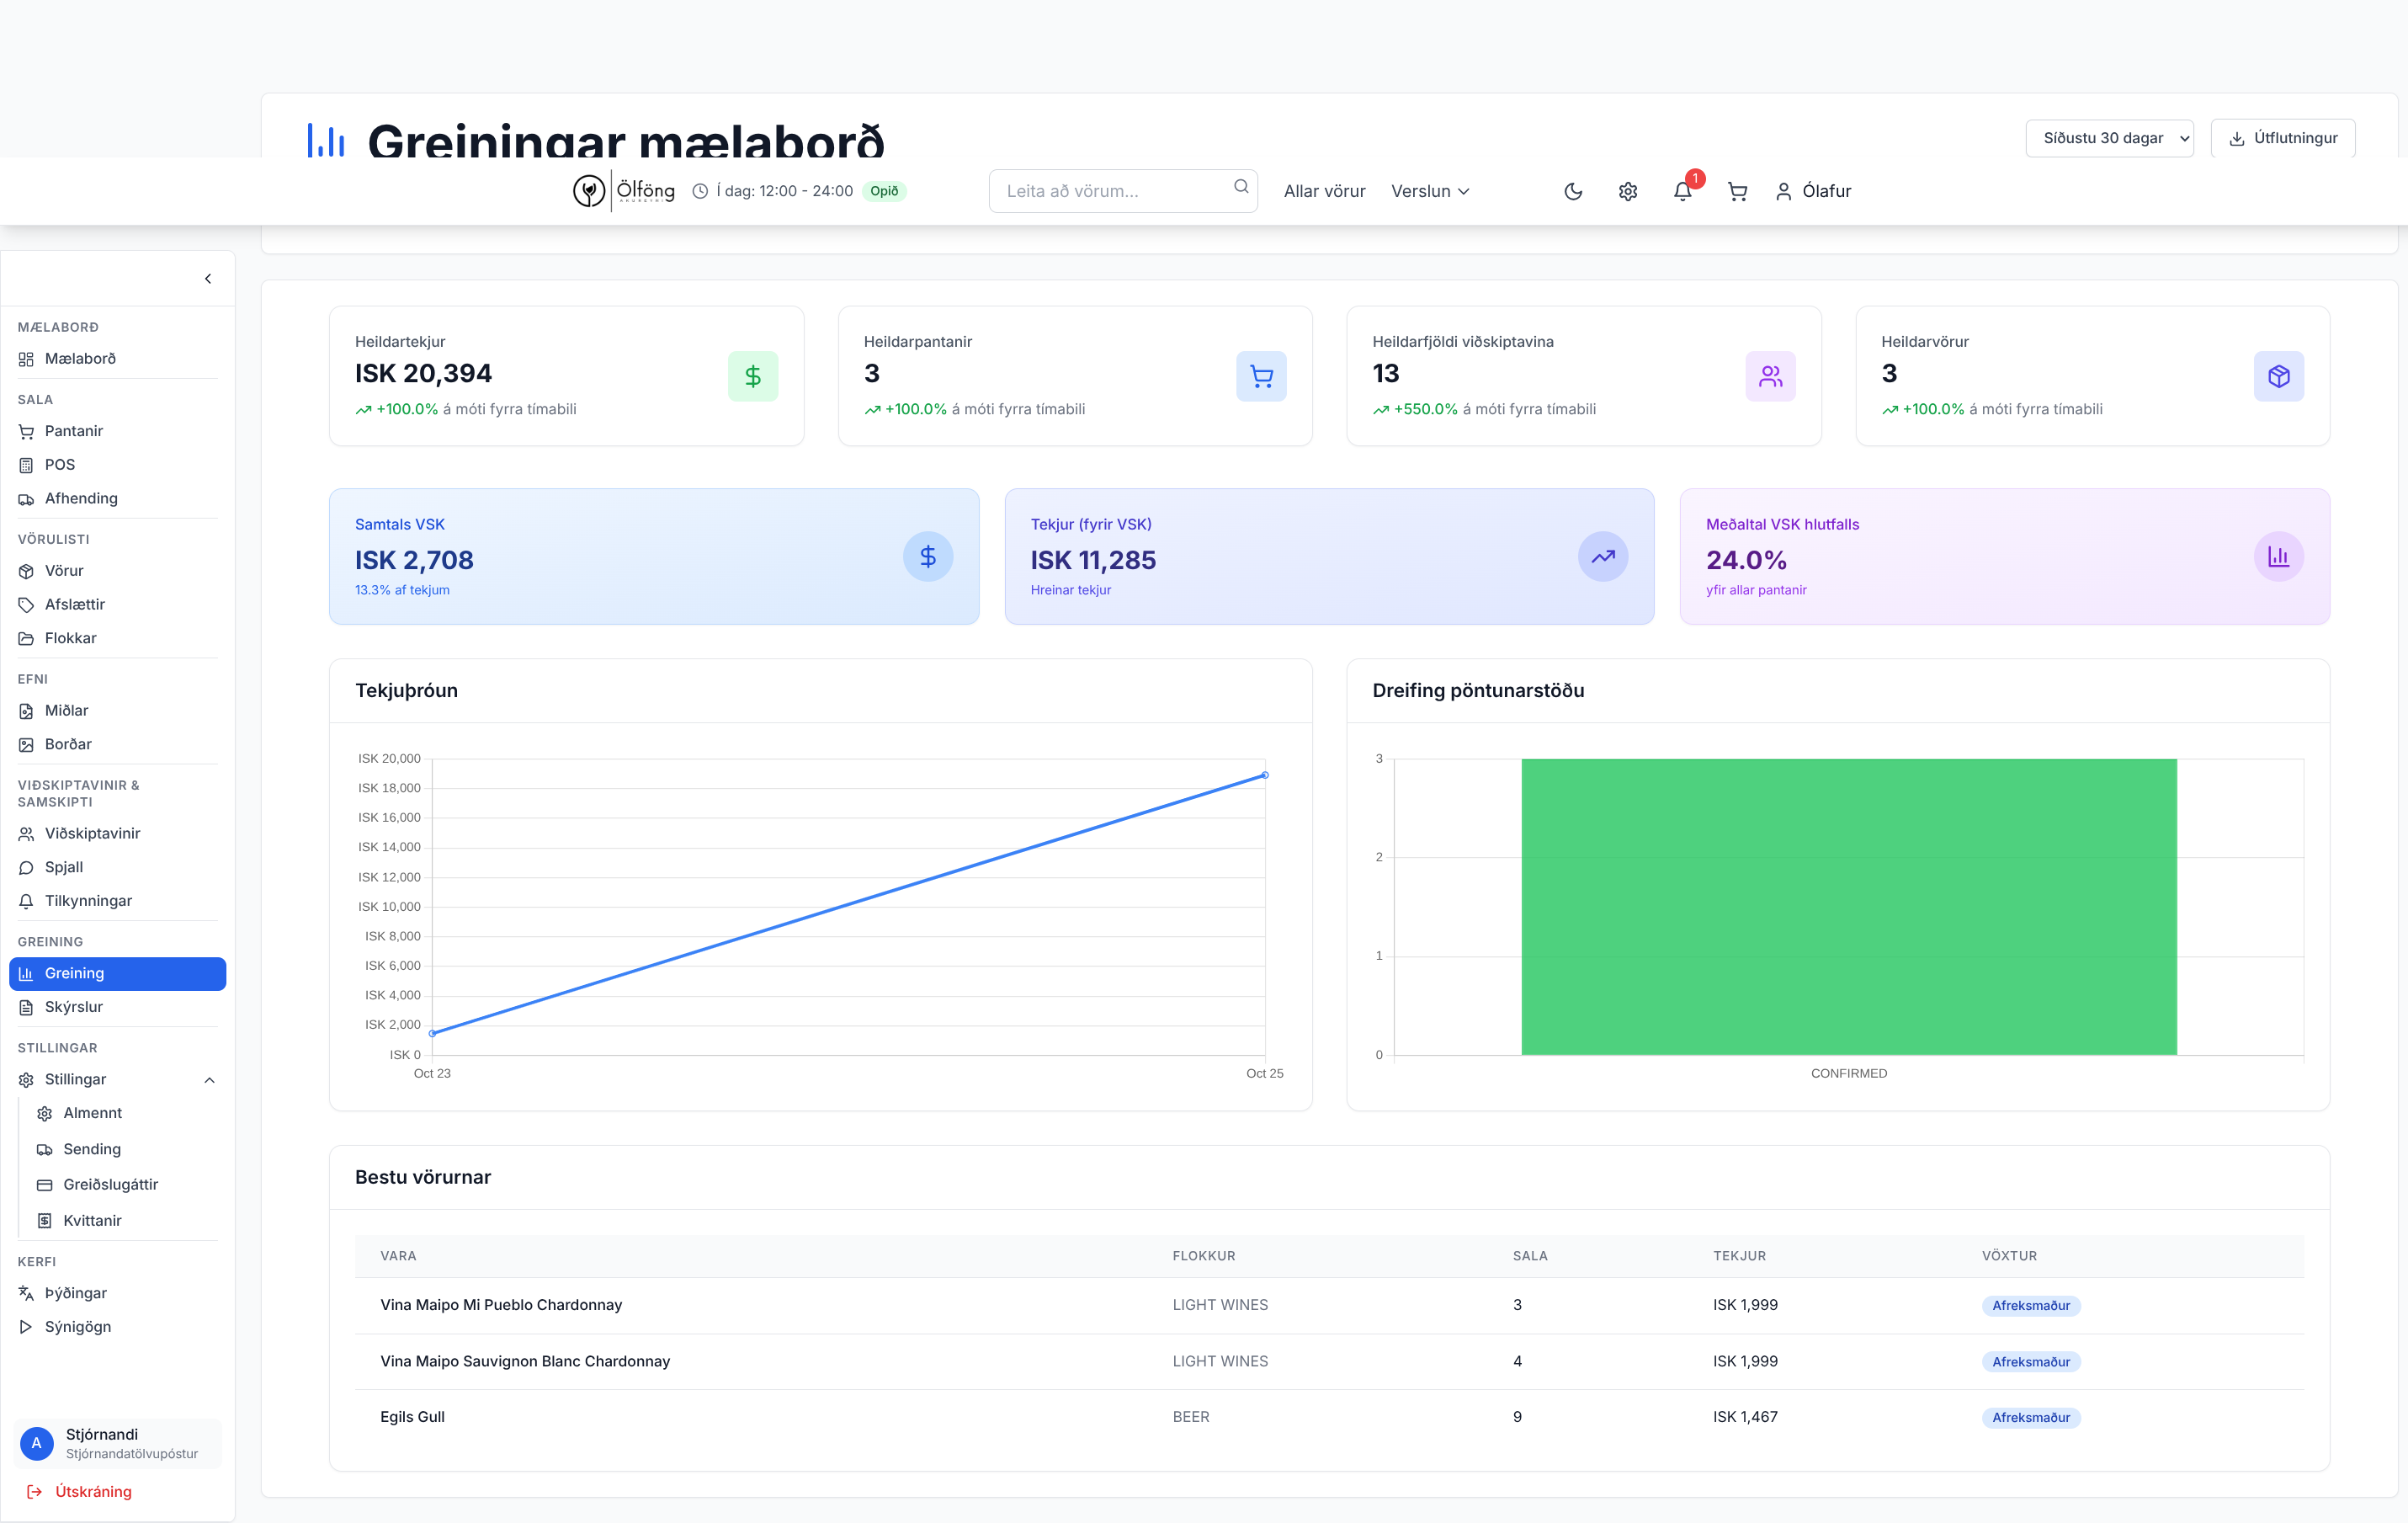 Greiningar mælaborð
Síðustu 30 dagar
Útflutningur
Ölföng
Í dag: 12:00 - 24:00
Opið
Leita að vörum...
Allar vörur
Verslun
1
Ólafur
MÆLABORÐ
Mælaborð
SALA
Pantanir
POS
Afhending
VÖRULISTI
Vörur
Afslættir
Flokkar
EFNI
Miðlar
Borðar
VIÐSKIPTAVINIR &
SAMSKIPTI
Viðskiptavinir
Spjall
Tilkynningar
GREINING
Greining
Skýrslur
STILLINGAR
Stillingar
Almennt
Sending
Greiðslugáttir
Kvittanir
KERFI
Þýðingar
Sýnigögn
A
Stjórnandi
Stjórnandatölvupóstur
Útskráning
Heildartekjur
ISK 20,394
+100.0% á móti fyrra tímabili
Heildarpantanir
3
+100.0% á móti fyrra tímabili
Heildarfjöldi viðskiptavina
13
+550.0% á móti fyrra tímabili
Heildarvörur
3
+100.0% á móti fyrra tímabili
Samtals VSK
ISK 2,708
13.3% af tekjum
Tekjur (fyrir VSK)
ISK 11,285
Hreinar tekjur
Meðaltal VSK hlutfalls
24.0%
yfir allar pantanir
Tekjuþróun
ISK 20,000
ISK 18,000
ISK 16,000
ISK 14,000
ISK 12,000
ISK 10,000
ISK 8,000
ISK 6,000
ISK 4,000
ISK 2,000
ISK 0
Oct 23
Oct 25
Dreifing pöntunarstöðu
3
2
1
0
CONFIRMED
Bestu vörurnar
VARA FLOKKUR SALA TEKJUR VÖXTUR
Vina Maipo Mi Pueblo Chardonnay LIGHT WINES 3 ISK 1,999 Afreksmaður
Vina Maipo Sauvignon Blanc Chardonnay LIGHT WINES 4 ISK 1,999 Afreksmaður
Egils Gull BEER 9 ISK 1,467 Afreksmaður